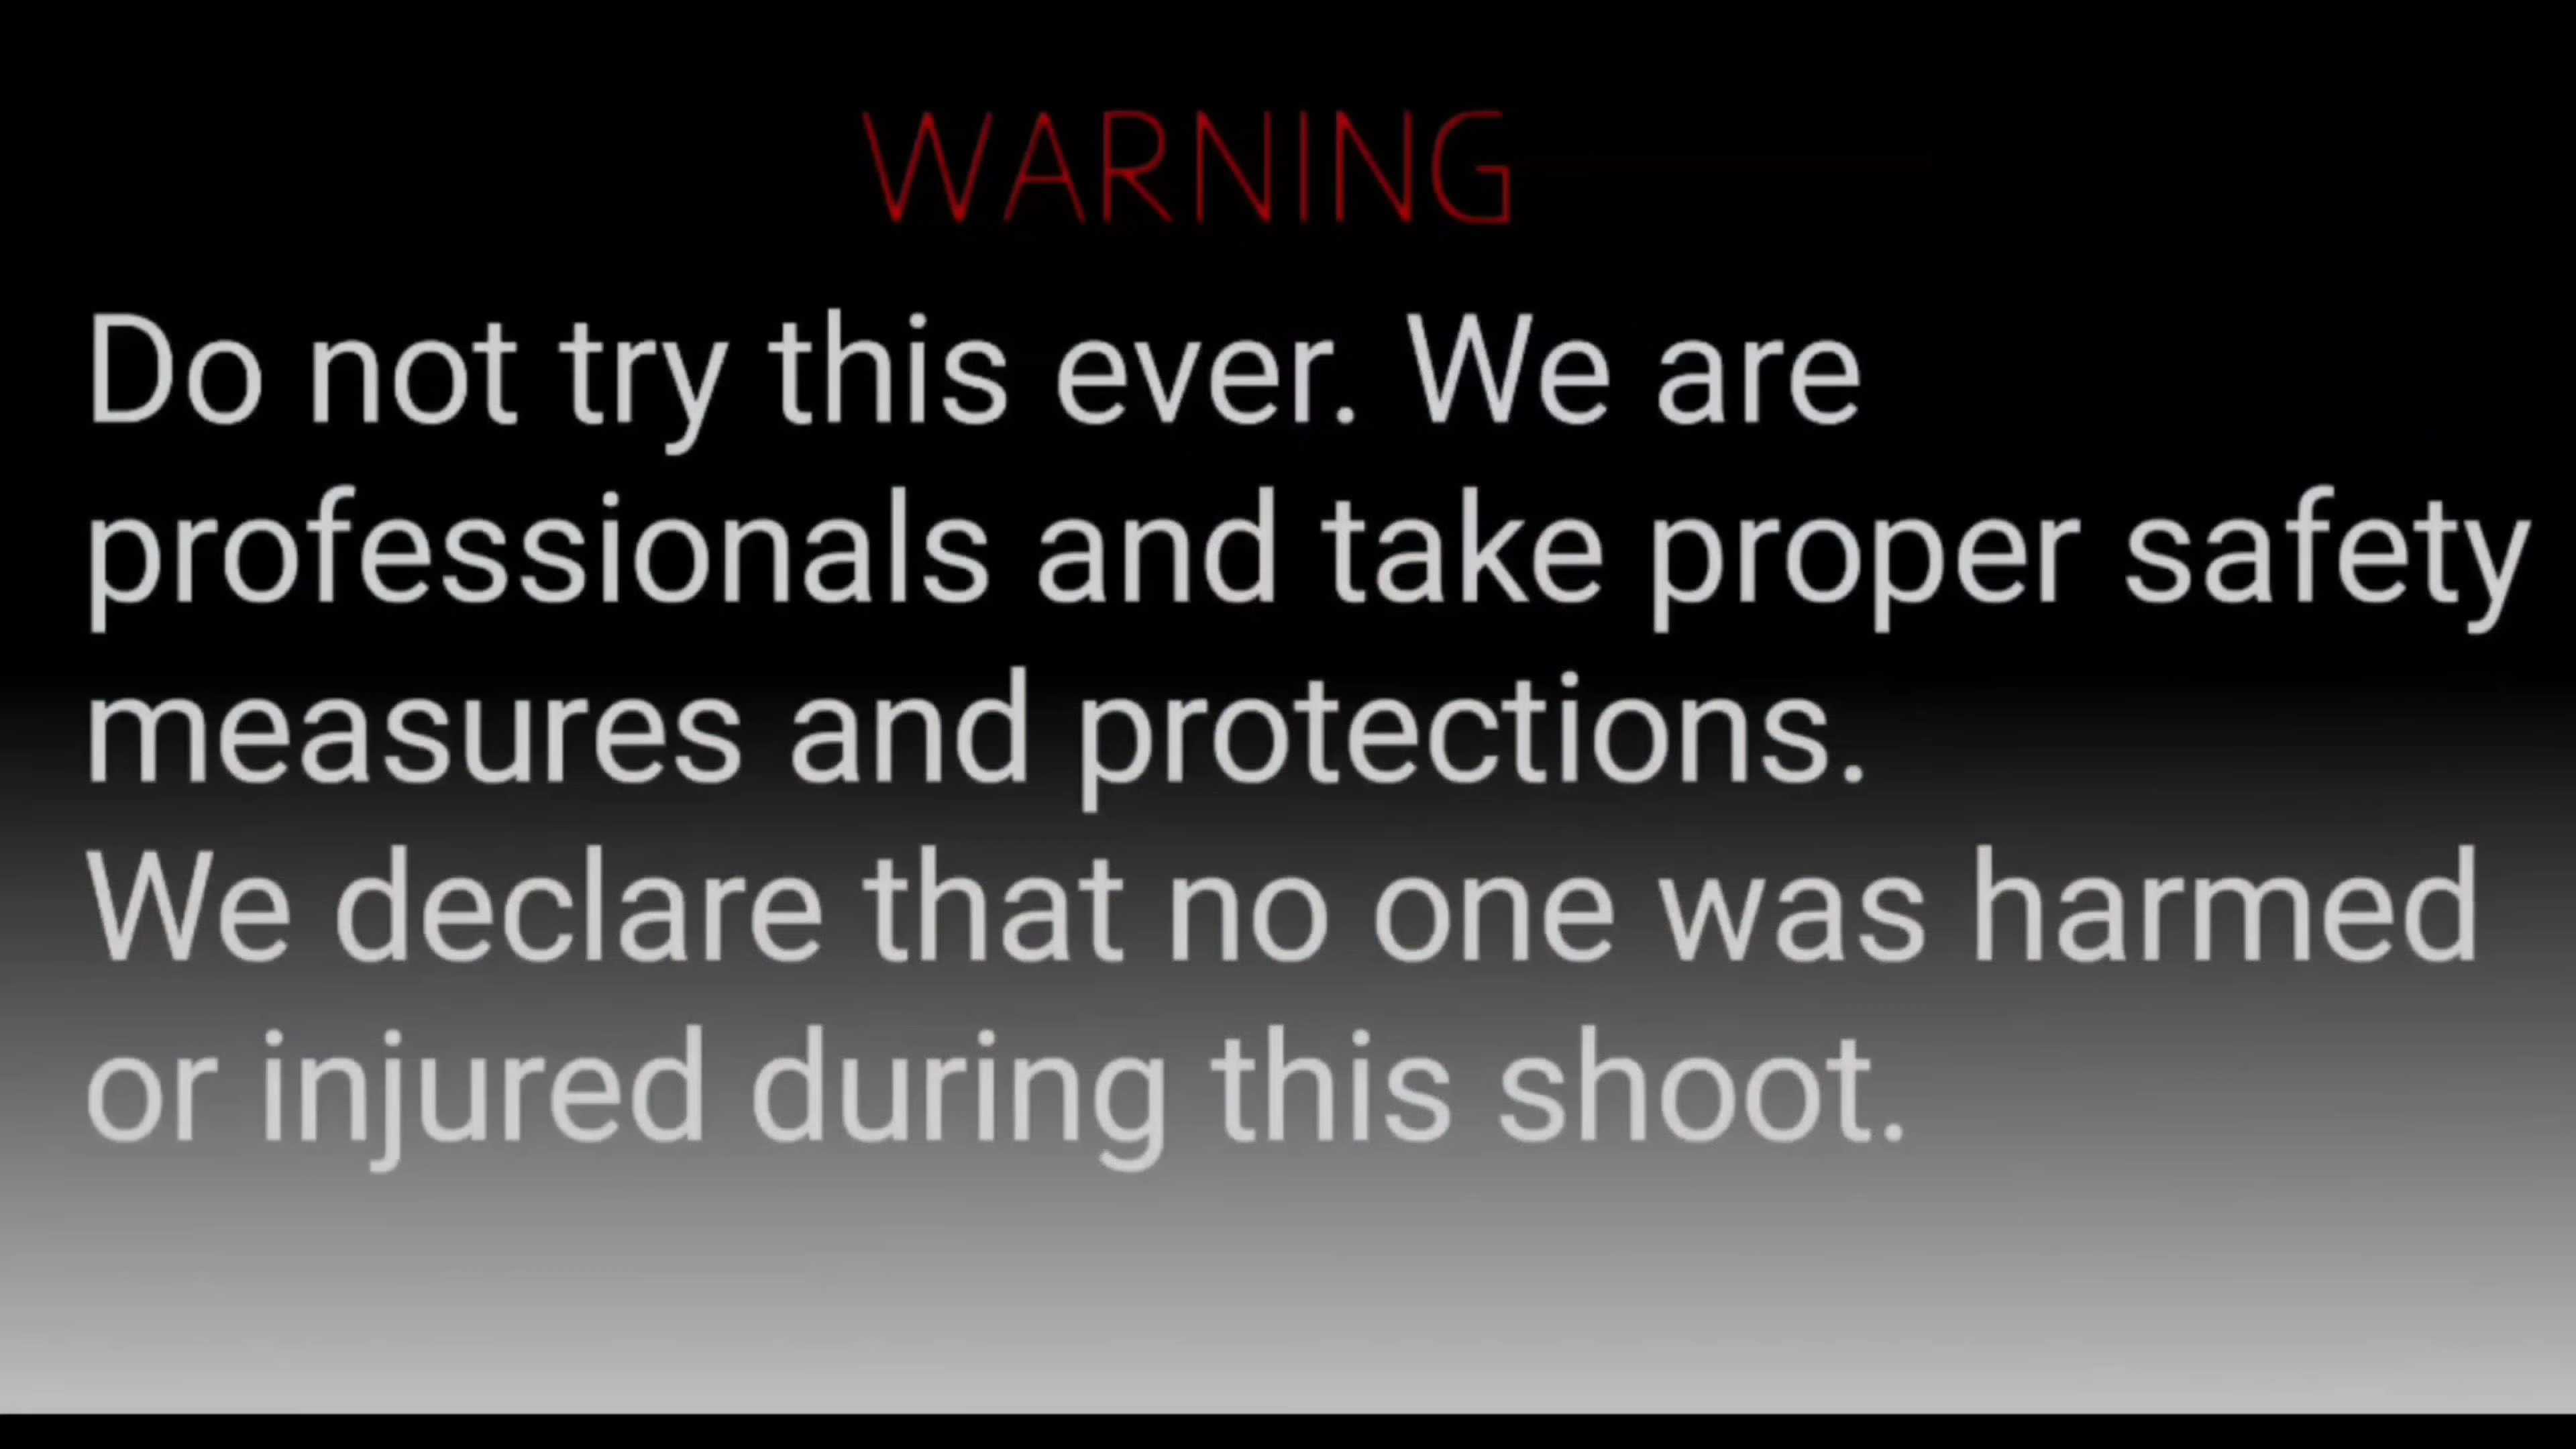 WARNING
Do not try this ever. We are
professionals and take proper safety
measures and protections.
We declare that no one was harmed
or injured during this shoot.